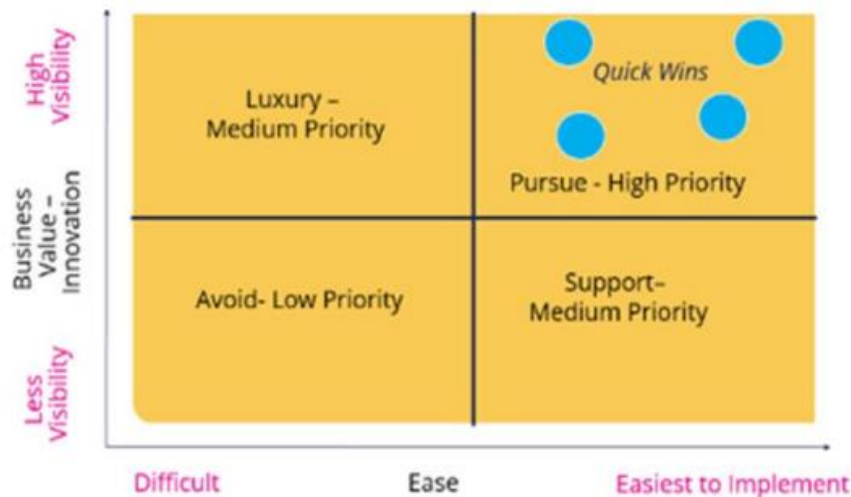 High
Visibility
Business
Value –
Innovation
Less
Visibility
Luxury –
Medium Priority
Quick Wins
Pursue - High Priority
Avoid- Low Priority
Support–
Medium Priority
Difficult
Ease
Easiest to Implement